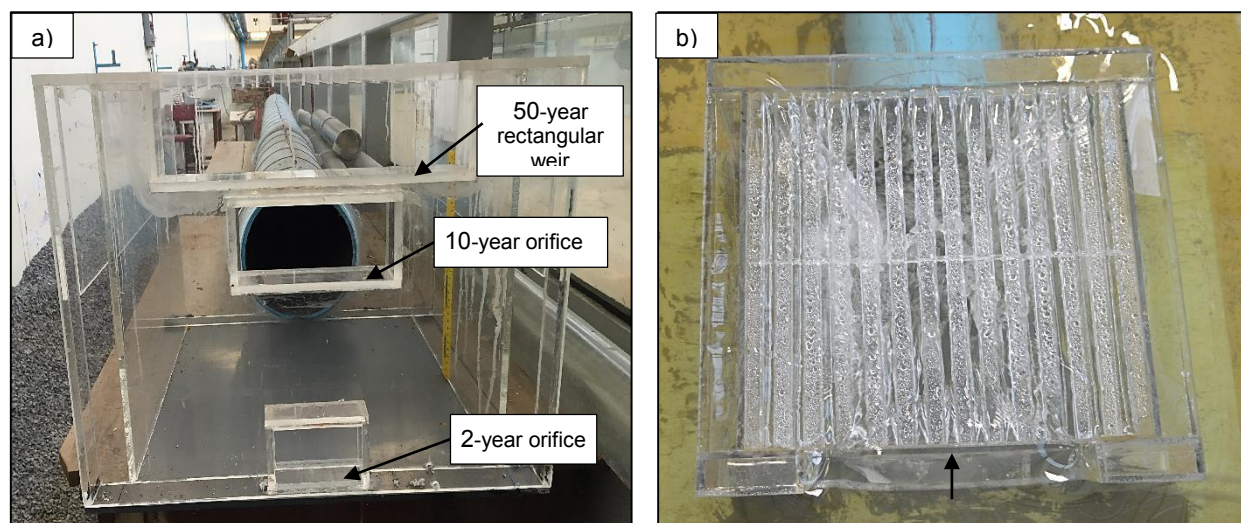 a)
50-year
rectangular
weir
10-year orifice
2-year orifice
b)